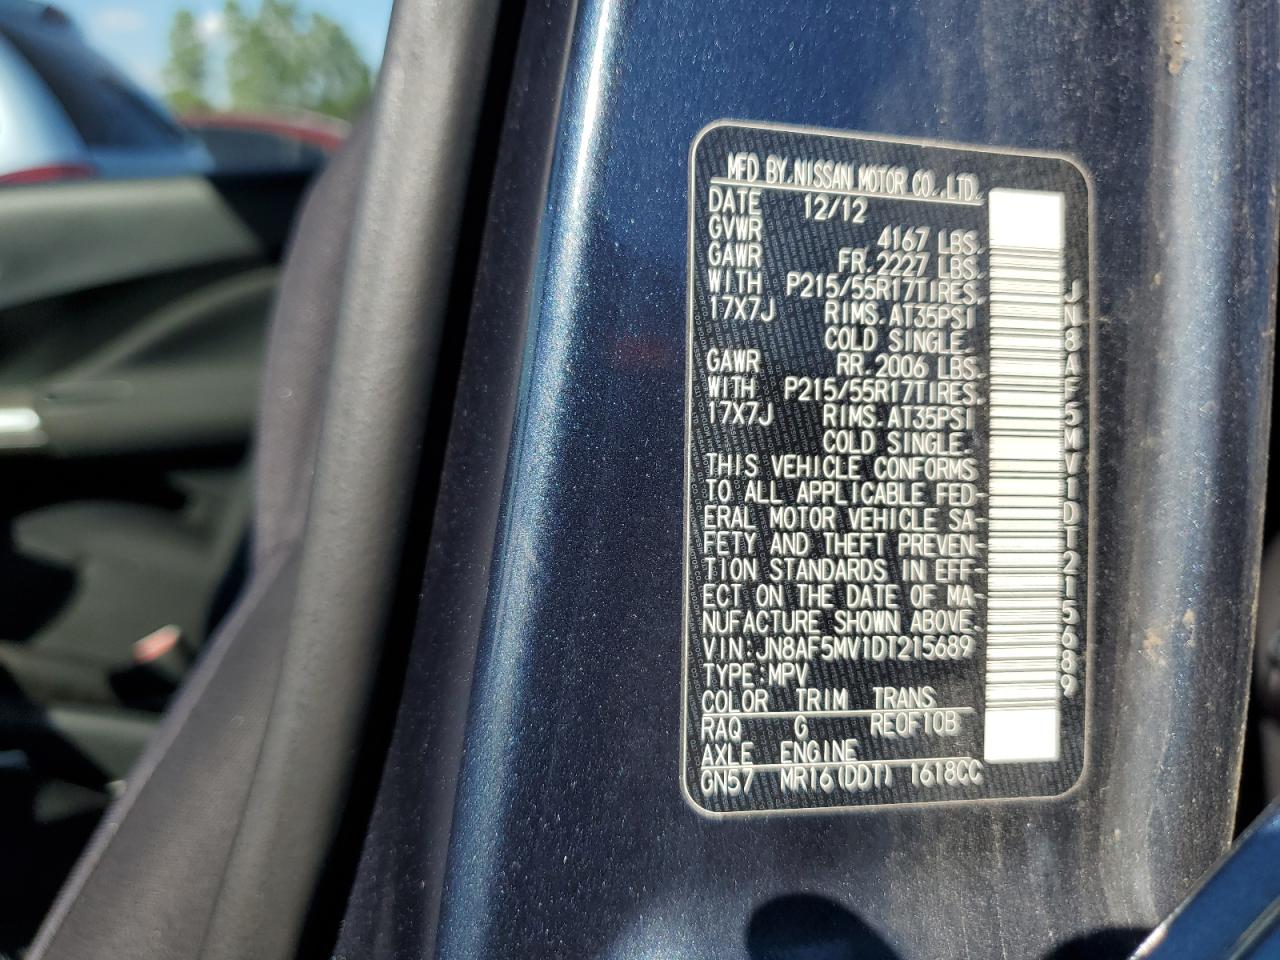 MFD BY.NISSAN MOTOR CO.,LTD.
DATE 12/12
GVWR 4167 LBS.
GAWR FR.2227 LBS.
WITH P215/55R17TIRES.
17X7J RIMS.AT35PSI
COLD SINGLE.
GAWR RR.2006 LBS.
WITH P215/55R17TIRES.
17X7J RIMS.AT35PSI
COLD SINGLE.
THIS VEHICLE CONFORMS
TO ALL APPLICABLE FED-
ERAL MOTOR VEHICLE SA-
FETY AND THEFT PREVEN-
TION STANDARDS IN EFF-
ECT ON THE DATE OF MA-
NUFACTURE SHOWN ABOVE.
VIN:JN8AF5MV1DT215689
TYPE:MPV
COLOR TRIM TRANS
RAQ G RE0F10B
AXLE ENGINE
GN57 MR16(DDT) 1618CC
JN8AF5MV1DT215689